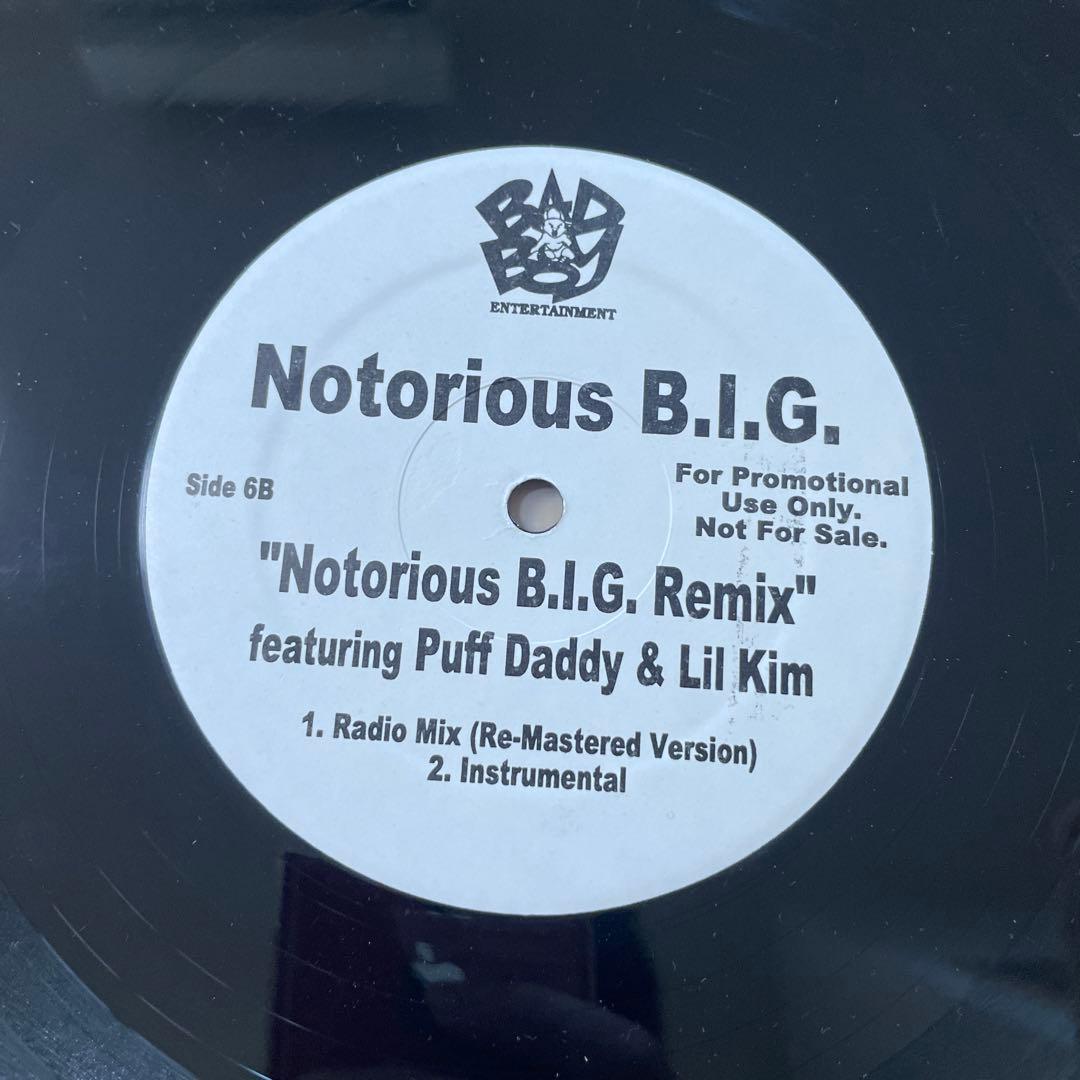 BAD
BOY
ENTERTAINMENT
Notorious B.I.G.
Side 6B
For Promotional
Use Only.
Not For Sale.
"Notorious B.I.G. Remix"
featuring Puff Daddy & Lil Kim
1. Radio Mix (Re-Mastered Version)
2. Instrumental